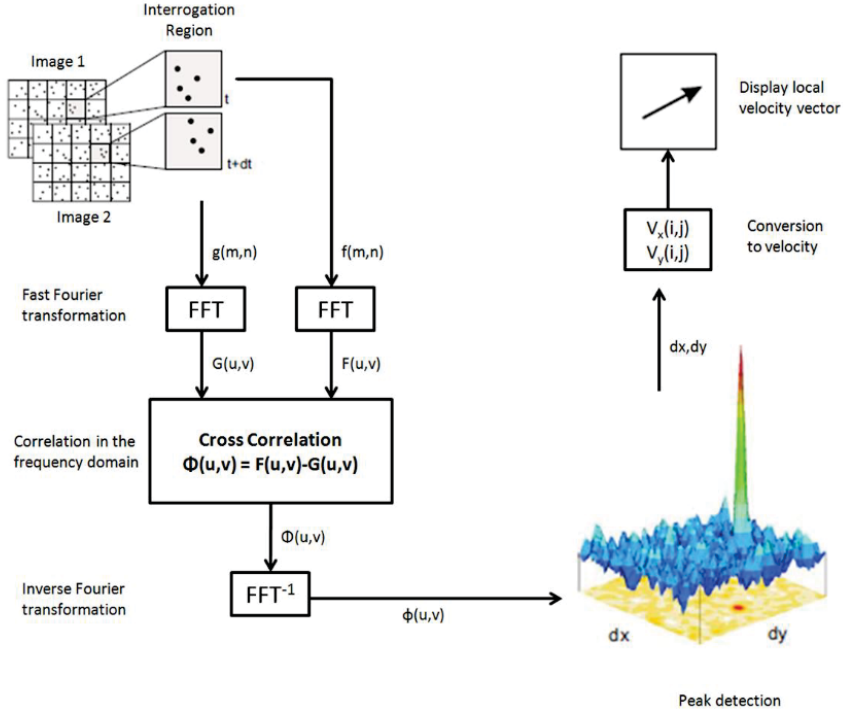 Interrogation
Region
Image 1
t
t+dt
Image 2
g(m,n)
f(m,n)
Fast Fourier
transformation
FFT
FFT
G(u,v)
F(u,v)
Correlation in the
frequency domain
Cross Correlation
Φ(u,v) = F(u,v)-G(u,v)
Φ(u,v)
Inverse Fourier
transformation
FFT⁻¹
ϕ(u,v)
Display local
velocity vector
Vₓ(i,j)
Vᵧ(i,j)
Conversion
to velocity
dx,dy
dx
dy
Peak detection